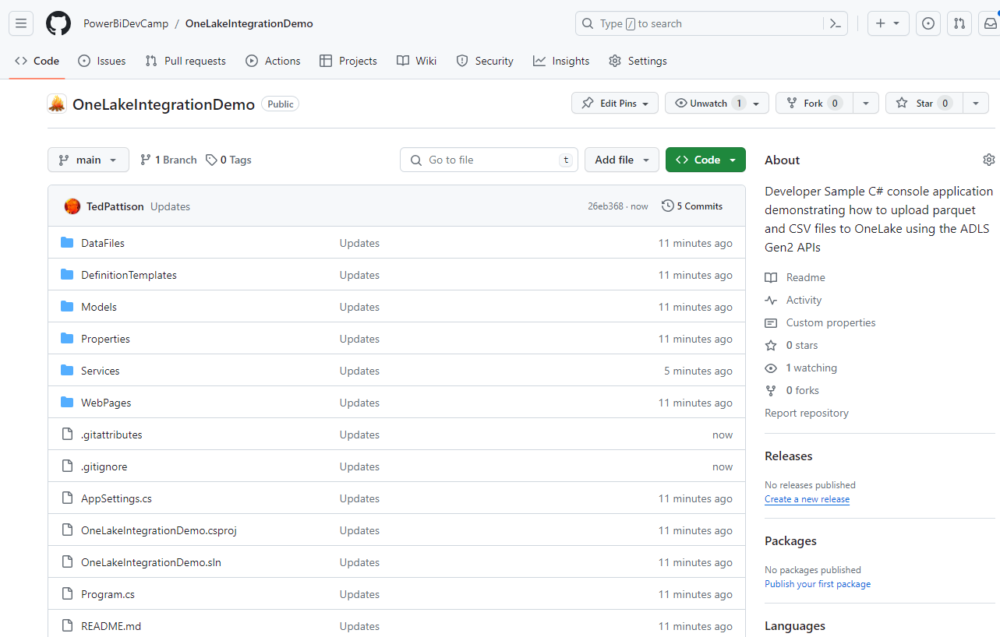 PowerBiDevCamp / OneLakeIntegrationDemo
Type / to search
Code Issues Pull requests Actions Projects Wiki Security Insights Settings
OneLakeIntegrationDemo Public
Edit Pins Unwatch 1 Fork 0 Star 0
main 1 Branch 0 Tags Go to file t Add file Code
TedPattison Updates 26eb368 · now 5 Commits
DataFiles Updates 11 minutes ago
DefinitionTemplates Updates 11 minutes ago
Models Updates 11 minutes ago
Properties Updates 11 minutes ago
Services Updates 5 minutes ago
WebPages Updates 11 minutes ago
.gitattributes Updates now
.gitignore Updates now
AppSettings.cs Updates 11 minutes ago
OneLakeIntegrationDemo.csproj Updates 11 minutes ago
OneLakeIntegrationDemo.sln Updates 11 minutes ago
Program.cs Updates 11 minutes ago
README.md Updates 11 minutes ago
About
Developer Sample C# console application
demonstrating how to upload parquet
and CSV files to OneLake using the ADLS
Gen2 APIs
Readme
Activity
Custom properties
0 stars
1 watching
0 forks
Report repository
Releases
No releases published
Create a new release
Packages
No packages published
Publish your first package
Languages